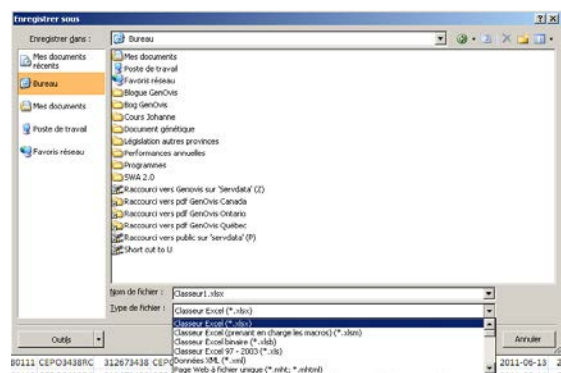 Enregistrer sous
Enregistrer dans :
Bureau
Mes documents
récents
Bureau
Mes documents
Poste de travail
Favoris réseau
Mes documents
Poste de travail
Favoris réseau
Blogue GenOvis
Bog GenOvis
Cours Johanne
Document génétique
Législation autres provinces
Performances annuelles
Programmes
SWA 2.0
Raccourci vers Genovis sur 'Servdata' (Z)
Raccourci vers pdf GenOvis Canada
Raccourci vers pdf GenOvis Ontario
Raccourci vers pdf GenOvis Québec
Raccourci vers public sur 'servdata' (P)
Short cut to U
Nom de fichier :
Classeur1.xlsx
Type de fichier :
Classeur Excel (*.xlsx)
Classeur Excel (*.xlsx)
Classeur Excel (prenant en charge les macros) (*.xlsm)
Classeur Excel binaire (*.xlsb)
Classeur Excel 97 - 2003 (*.xls)
Données XML (*.xml)
Page Web à fichier unique (*.mht; *.mhtml)
Outils
Annuler
80111 CEPO3438RC 312673438 2011-06-13